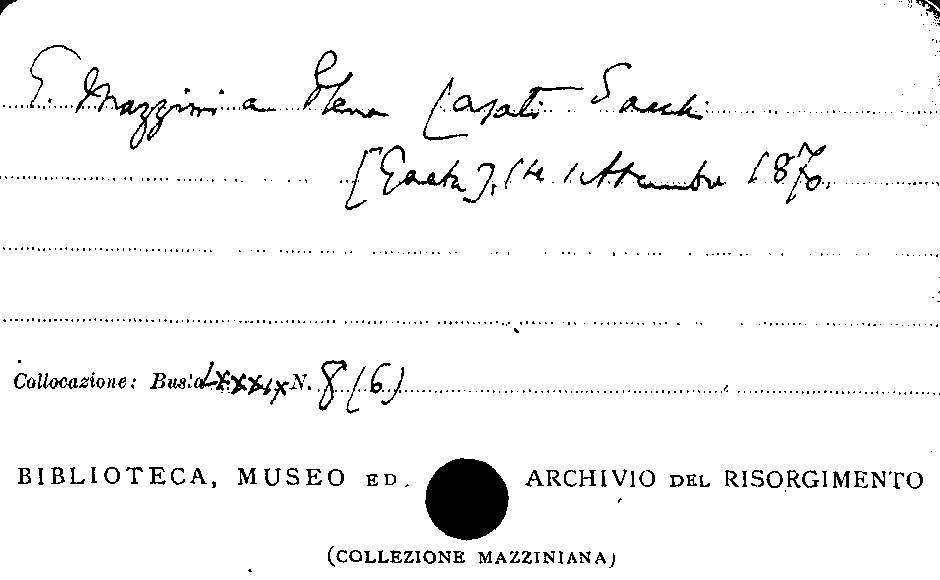 G. Mazzini a Elena Casati Sacchi
[Gaeta], 14 settembre 1870.
Collocazione: Busta LXXXIX N. 8 (6)
BIBLIOTECA, MUSEO ED ARCHIVIO DEL RISORGIMENTO
(COLLEZIONE MAZZINIANA)